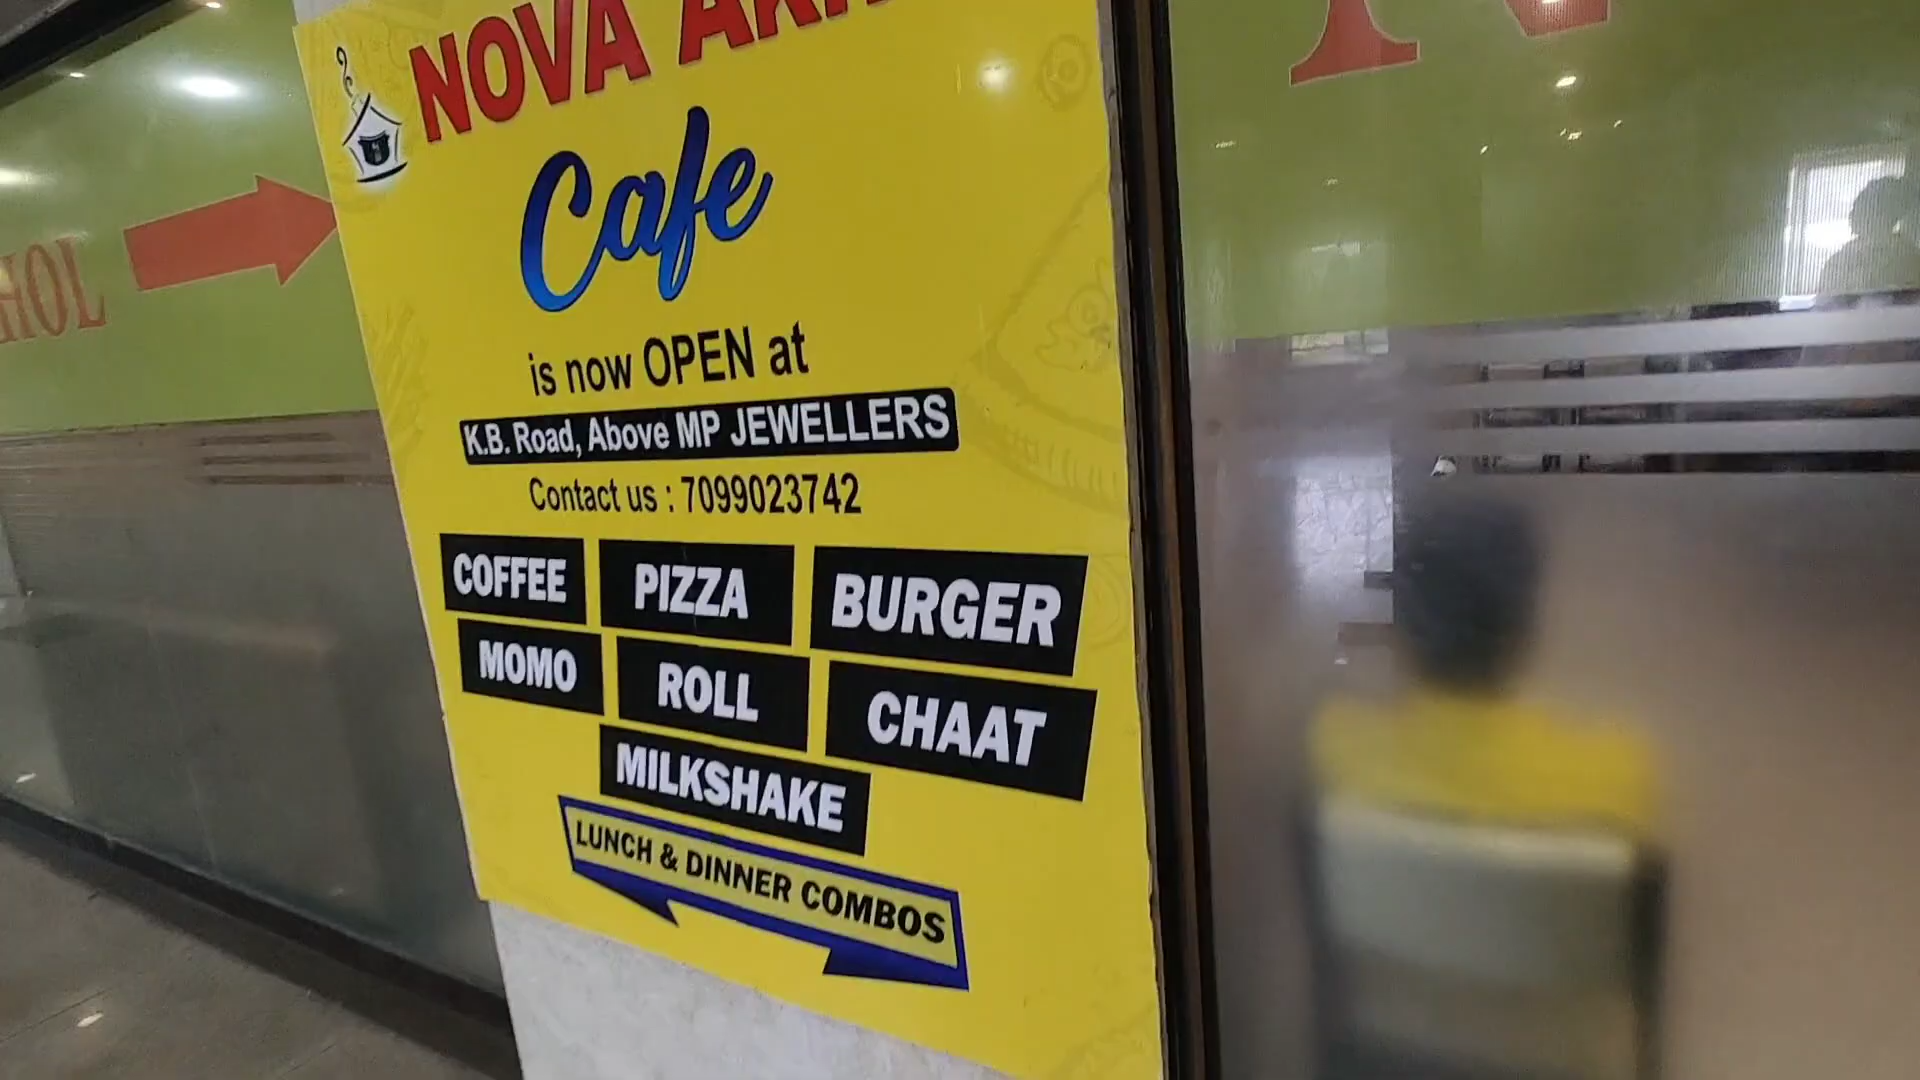 NOVA
Cafe
is now OPEN at
K.B. Road, Above MP JEWELLERS
Contact us : 7099023742
COFFEE PIZZA BURGER
MOMO ROLL CHAAT
MILKSHAKE
LUNCH & DINNER COMBOS